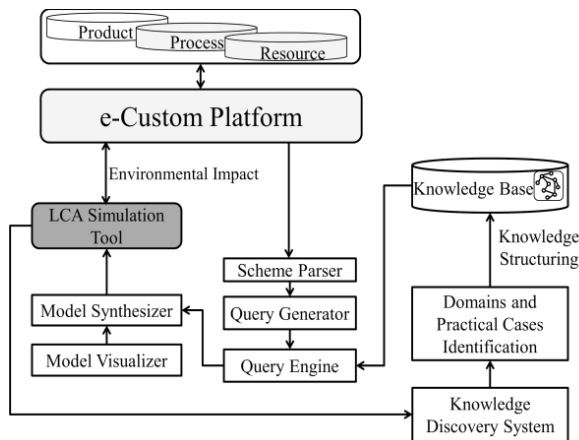 Product
Process
Resource
e-Custom Platform
Environmental Impact
LCA Simulation
Tool
Knowledge Base
Knowledge
Structuring
Scheme Parser
Model Synthesizer
Query Generator
Domains and
Practical Cases
Identification
Model Visualizer
Query Engine
Knowledge
Discovery System